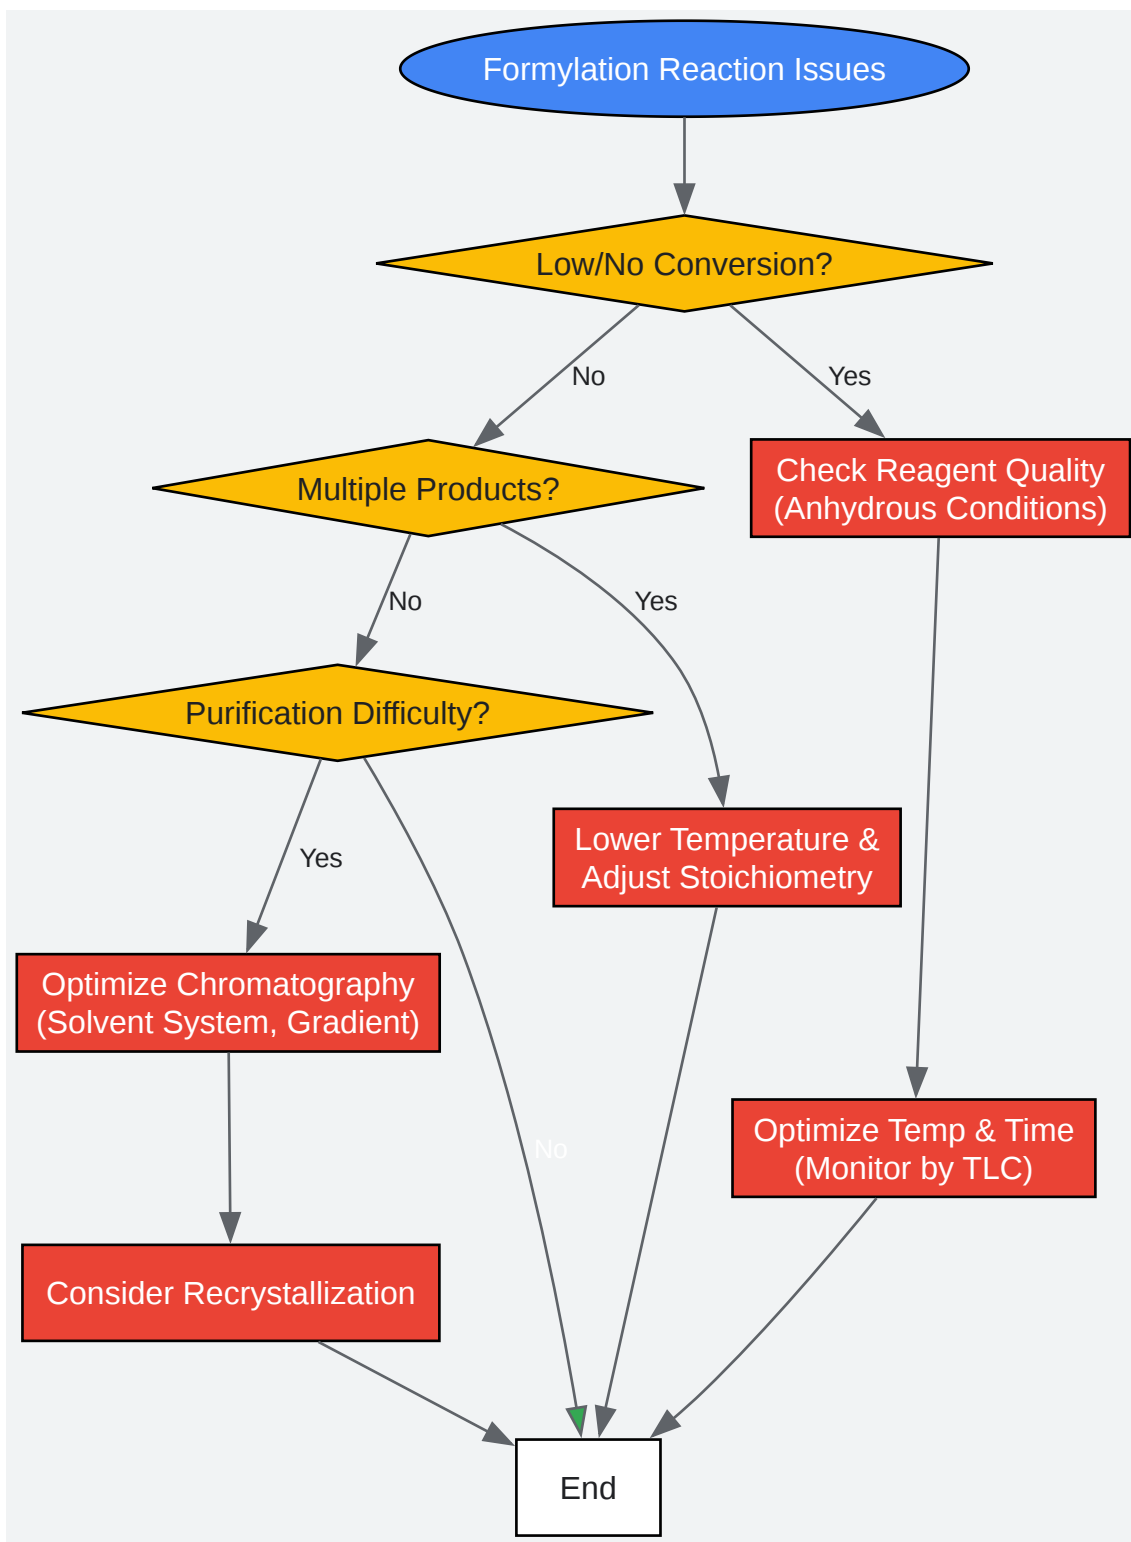 Formylation Reaction Issues
Low/No Conversion?
No
Yes
Multiple Products?
Check Reagent Quality
(Anhydrous Conditions)
No
Yes
Purification Difficulty?
Lower Temperature &
Adjust Stoichiometry
Yes
Optimize Chromatography
(Solvent System, Gradient)
No
Optimize Temp & Time
(Monitor by TLC)
Consider Recrystallization
End